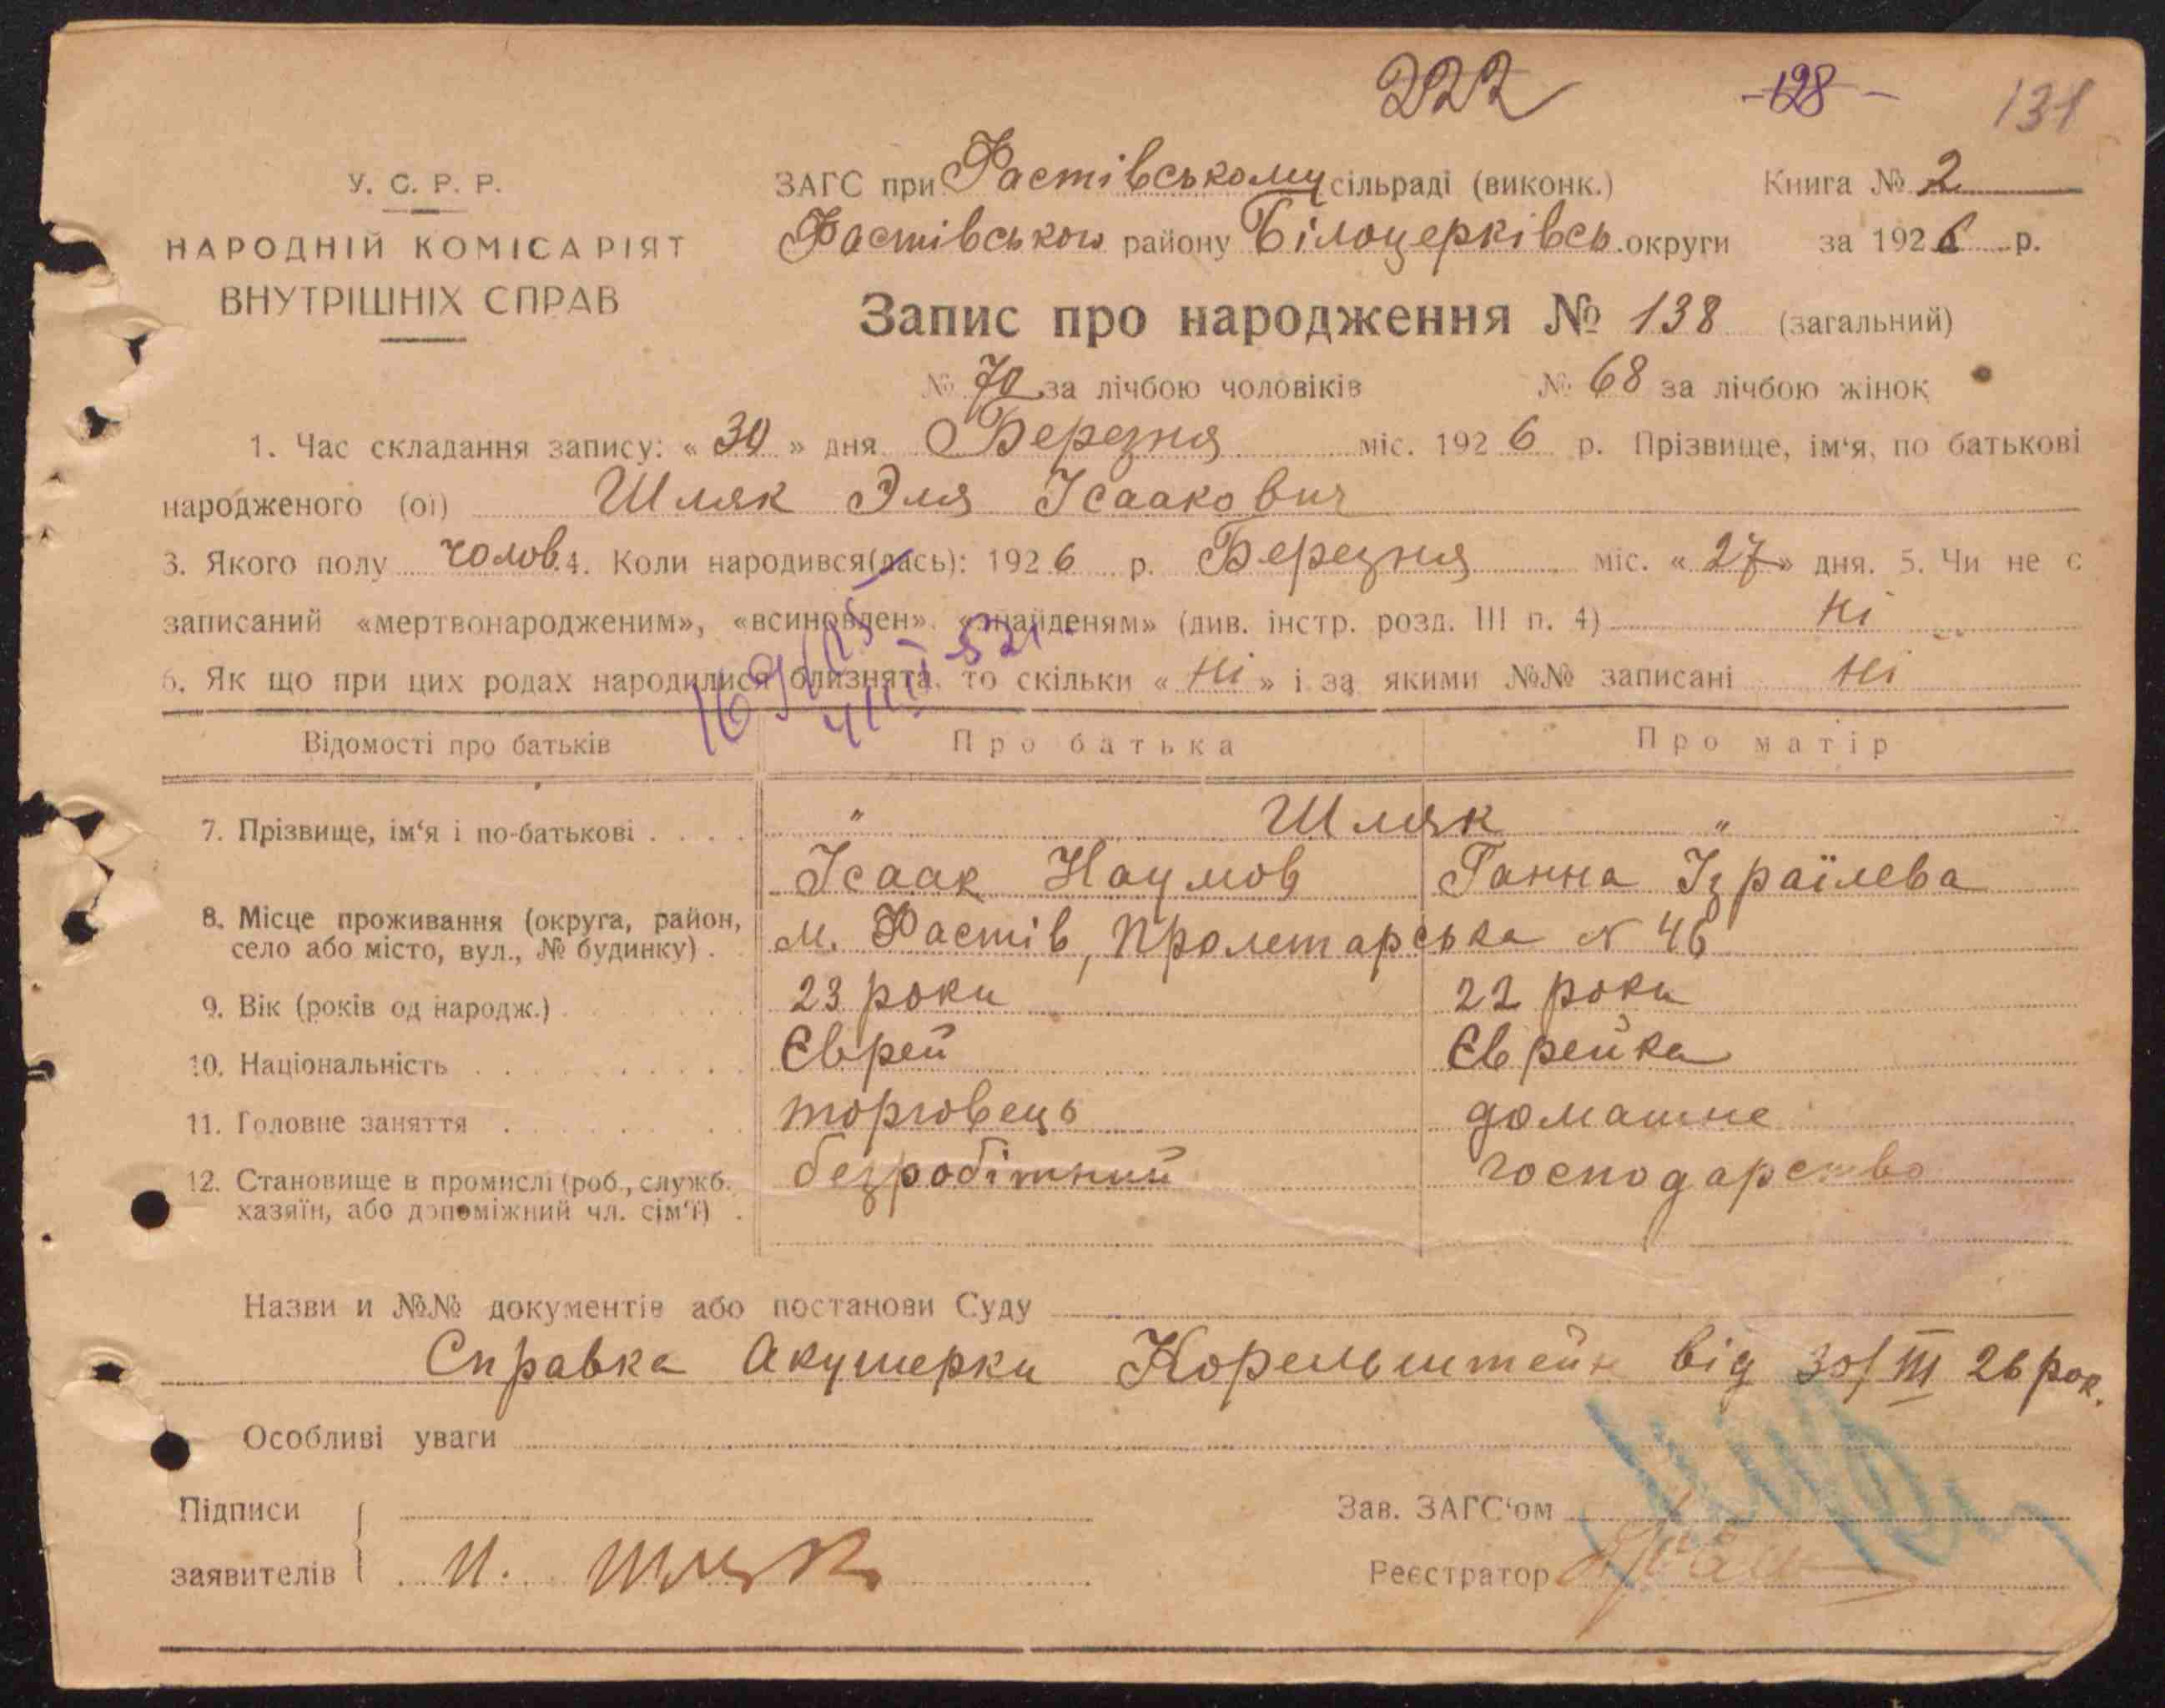 222 -128- 131
У. С. Р. Р.
НАРОДНІЙ КОМІСАРІЯТ
ВНУТРІШНІХ СПРАВ
ЗАГС при Фастівському сільраді (виконк.) Книга № 2
Фастівського району Білоцерківсь. округи за 1926 р.
Запис про народження № 138 (загальний)
№ 70 за лічбою чоловіків № 68 за лічбою жінок
1. Час складання запису: « 30 » дня Березня міс. 1926 р. Прізвище, ім‘я, по батькові
народженого (ої) Шляк Эля Ісаакович
3. Якого полу чолов. 4. Коли народився(лась): 1926 р. Березня міс. « 27 » дня. 5. Чи не є
записаний «мертвонародженим», «всиновлен», «знайденям» (див. інстр. розд. III п. 4) Ні
6. Як що при цих родах народилися близнята, то скільки « Ні » і за якими №№ записані Ні
Відомості про батьків Про батька Про матір
7. Прізвище, ім‘я і по-батькові . . . . " Шляк "
Ісаак Наумов Ганна Ізраїлева
8. Місце проживання (округа, район,
село або місто, вул., № будинку) . м. Фастів, Пролетарська № 46
9. Вік (років од народж.) 23 роки 22 роки
10. Національність Єврей Єврейка
11. Головне заняття торговець домашнє
12. Становище в промислі (роб., служб. безробітний господарство
хазяїн, або допоміжний чл. сім‘ї) .
Назви и №№ документів або постанови Суду
Справка Акушерки Корельштейн від 30/III 26 рок.
Особливі уваги
Підписи
заявителів И. Шляк
Зав. ЗАГС‘ом
Реєстратор